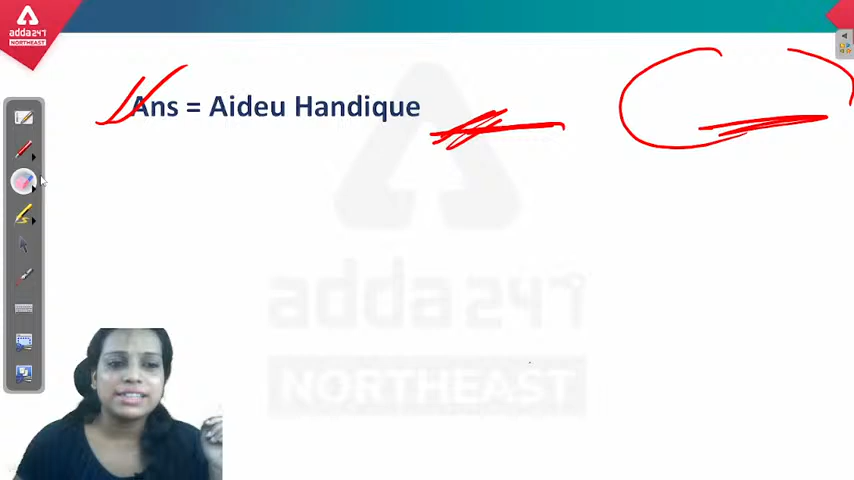 adda247
NORTHEAST
Ans = Aideu Handique
adda247
NORTHEAST